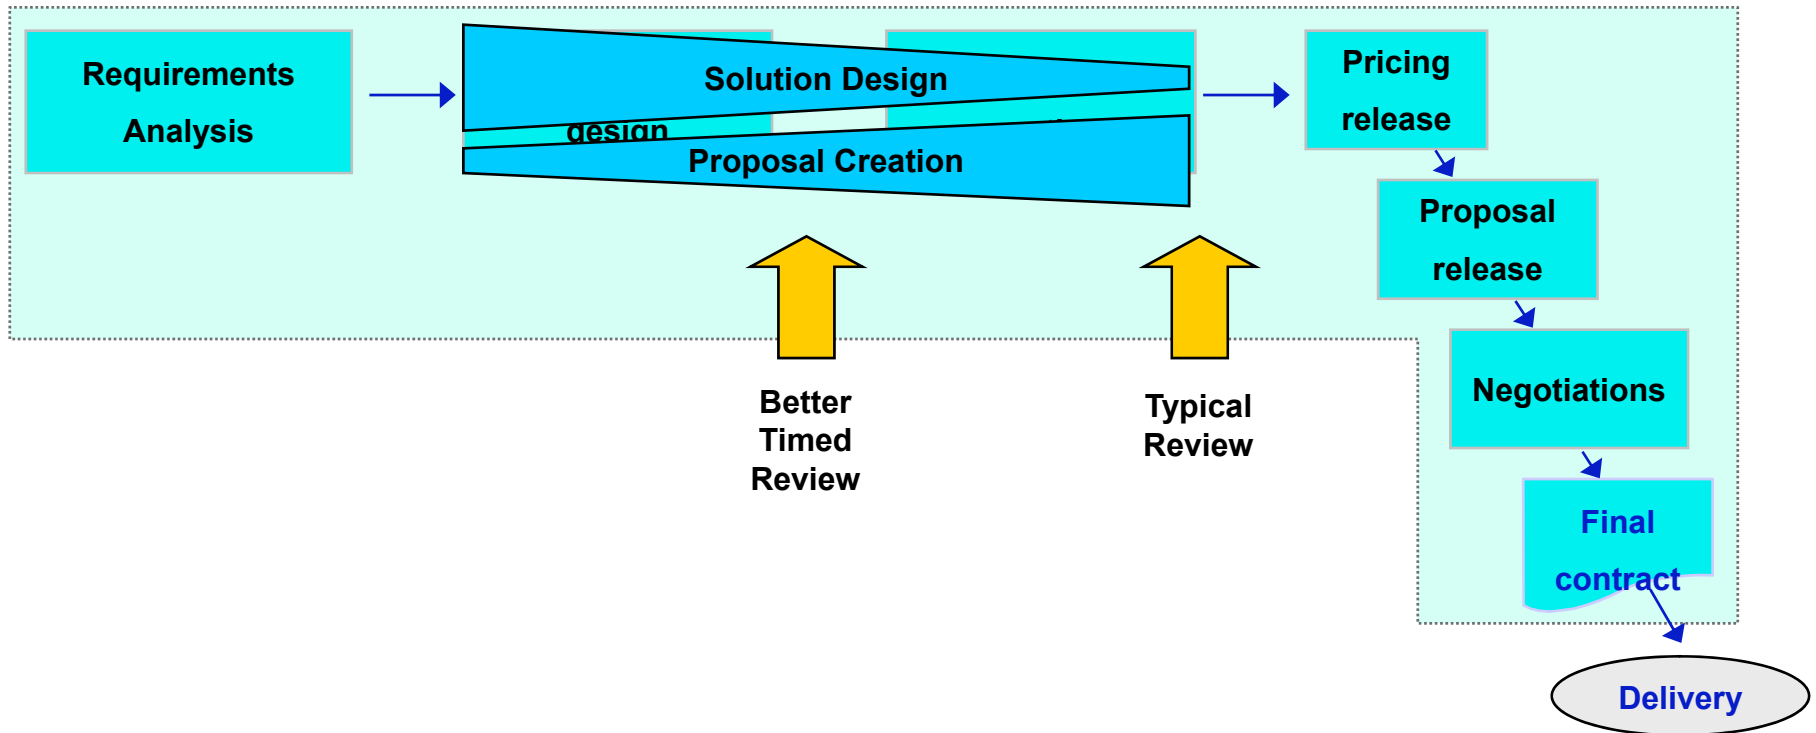 Requirements
Analysis
Solution Design
design
Proposal Creation
Pricing
release
Proposal
release
Negotiations
Final
contract
Delivery
Better
Timed
Review
Typical
Review